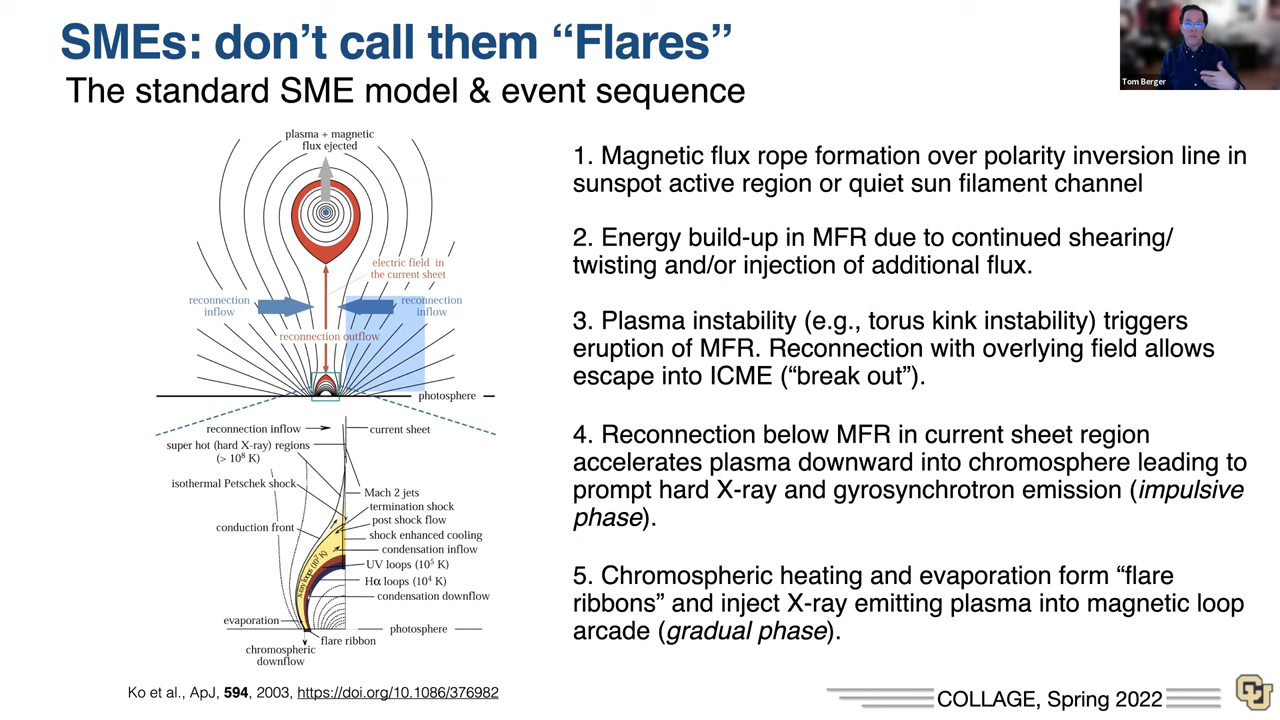 SMEs: don’t call them “Flares”
The standard SME model & event sequence
Tom Berger
plasma + magnetic
flux ejected
electric field in
the current sheet
reconnection
inflow
reconnection
inflow
reconnection outflow
photosphere
reconnection inflow
current sheet
super hot (hard X-ray) regions
(> 10⁸ K)
isothermal Petschek shock
Mach 2 jets
termination shock
post shock flow
conduction front
shock enhanced cooling
condensation inflow
X-ray loops (10⁷ K)
UV loops (10⁵ K)
Hα loops (10⁴ K)
condensation downflow
evaporation
photosphere
flare ribbon
chromospheric
downflow
1. Magnetic flux rope formation over polarity inversion line in
sunspot active region or quiet sun filament channel
2. Energy build-up in MFR due to continued shearing/
twisting and/or injection of additional flux.
3. Plasma instability (e.g., torus kink instability) triggers
eruption of MFR. Reconnection with overlying field allows
escape into ICME (“break out”).
4. Reconnection below MFR in current sheet region
accelerates plasma downward into chromosphere leading to
prompt hard X-ray and gyrosynchrotron emission (impulsive
phase).
5. Chromospheric heating and evaporation form “flare
ribbons” and inject X-ray emitting plasma into magnetic loop
arcade (gradual phase).
Ko et al., ApJ, 594, 2003, https://doi.org/10.1086/376982
COLLAGE, Spring 2022
CU